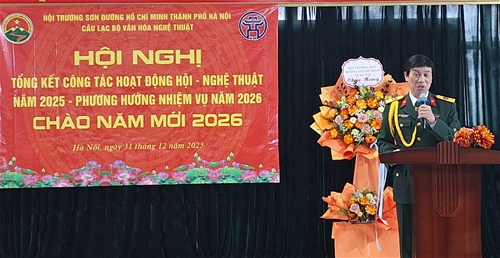 HỘI TRƯỜNG SƠN ĐƯỜNG HỒ CHÍ MINH THÀNH PHỐ HÀ NỘI
CÂU LẠC BỘ VĂN HÓA NGHỆ THUẬT
HỘI NGHỊ
TỔNG KẾT CÔNG TÁC HOẠT ĐỘNG HỘI - NGHỆ THUẬT
NĂM 2025 - PHƯƠNG HƯỚNG NHIỆM VỤ NĂM 2026
CHÀO NĂM MỚI 2026
Hà Nội, ngày 31 tháng 12 năm 2025
Chúc Mừng